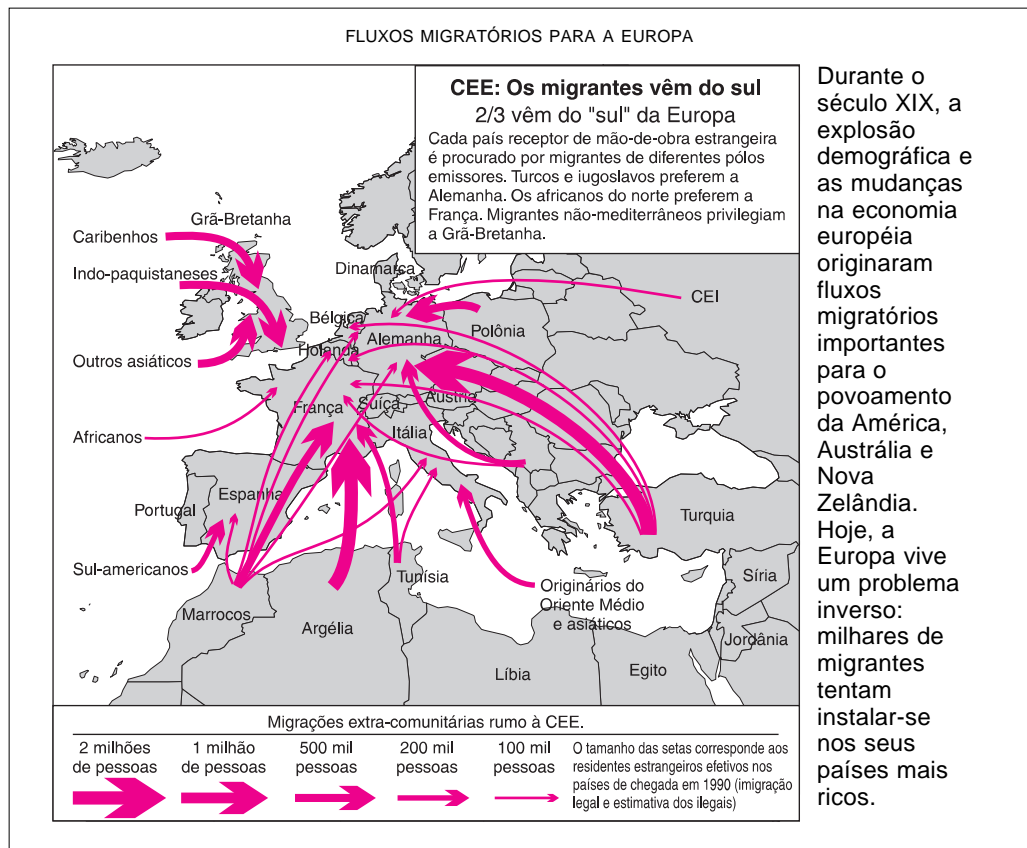 FLUXOS MIGRATÓRIOS PARA A EUROPA
CEE: Os migrantes vêm do sul
2/3 vêm do "sul" da Europa
Cada país receptor de mão-de-obra estrangeira
é procurado por migrantes de diferentes pólos
emissores. Turcos e iugoslavos preferem a
Alemanha. Os africanos do norte preferem a
França. Migrantes não-mediterrâneos privilegiam
a Grã-Bretanha.
Grã-Bretanha
Caribenhos
Indo-paquistaneses
Dinamarca
CEI
Bélgica
Polônia
Holanda
Alemanha
Outros asiáticos
França
Suíça
Áustria
Africanos
Itália
Espanha
Portugal
Turquia
Sul-americanos
Tunísia
Originários do
Oriente Médio
e asiáticos
Síria
Marrocos
Argélia
Jordânia
Líbia
Egito
Migrações extra-comunitárias rumo à CEE.
2 milhões
de pessoas
1 milhão
de pessoas
500 mil
pessoas
200 mil
pessoas
100 mil
pessoas
O tamanho das setas corresponde aos
residentes estrangeiros efetivos nos
países de chegada em 1990 (imigração
legal e estimativa dos ilegais)
Durante o
século XIX, a
explosão
demográfica e
as mudanças
na economia
européia
originaram
fluxos
migratórios
importantes
para o
povoamento
da América,
Austrália e
Nova
Zelândia.
Hoje, a
Europa vive
um problema
inverso:
milhares de
migrantes
tentam
instalar-se
nos seus
países mais
ricos.